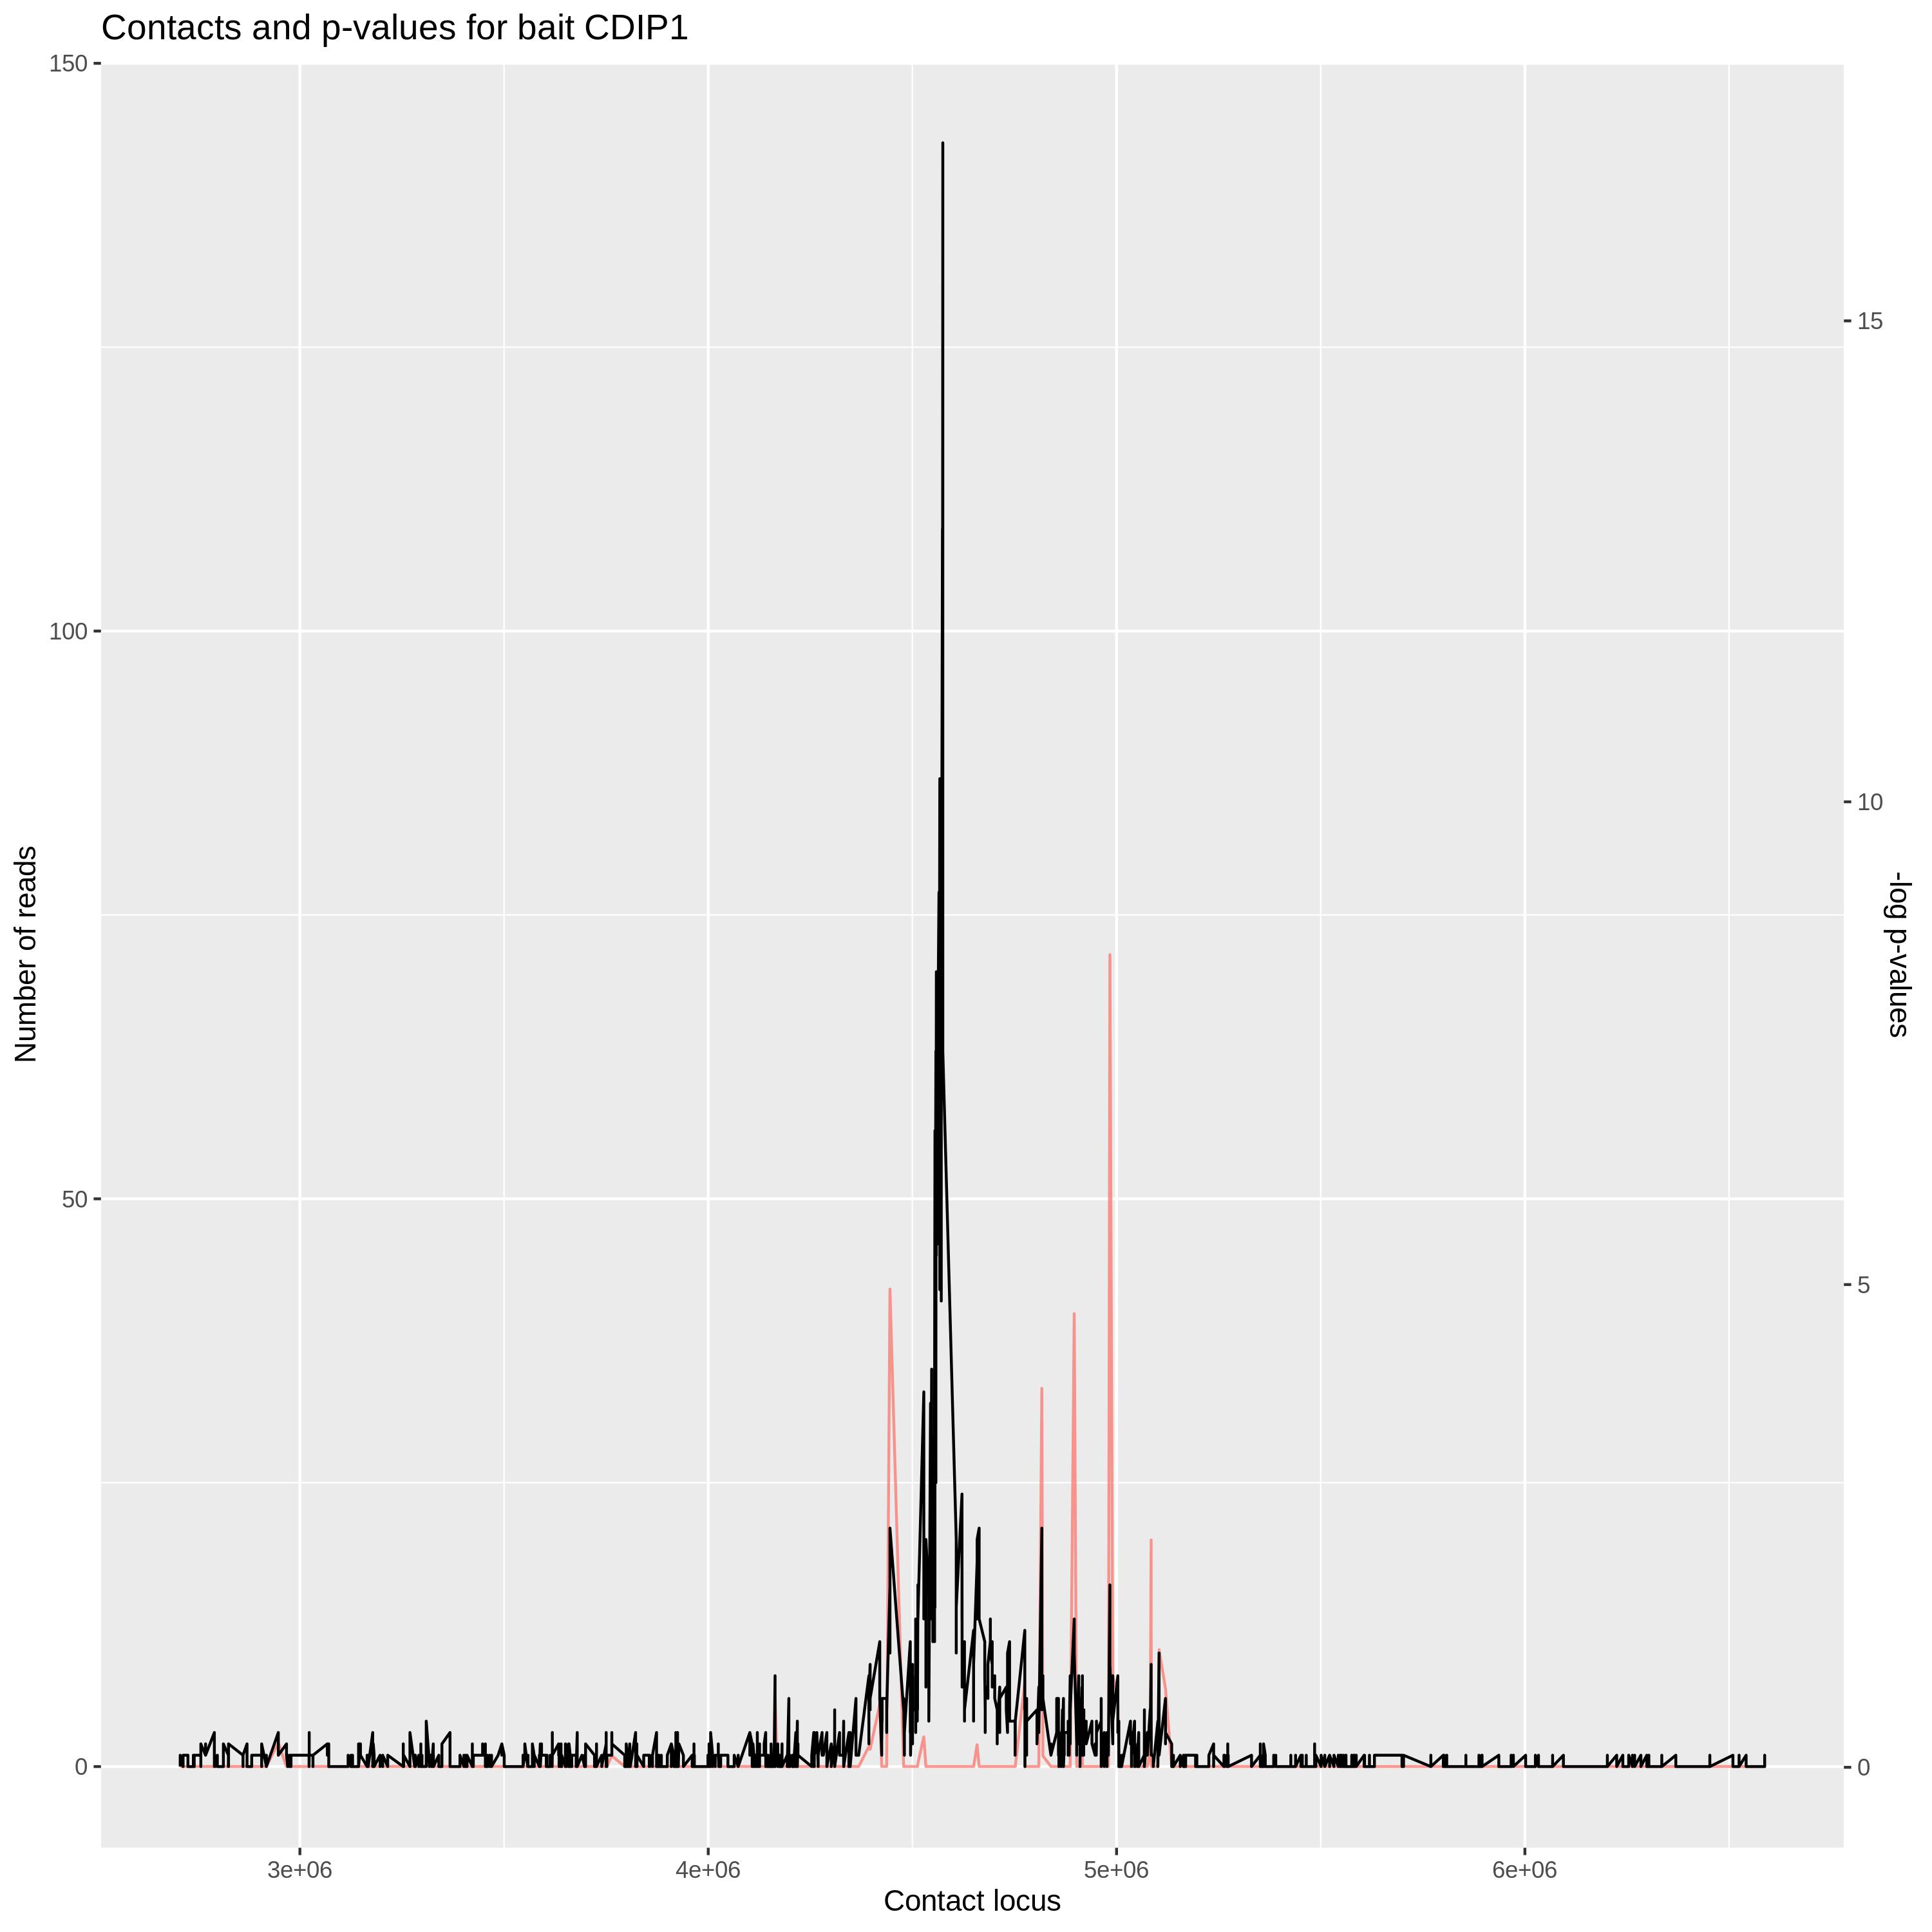 Contacts and p-values for bait CDIP1
150
100
50
0
Number of reads
15
10
5
0
-log p-values
3e+06
4e+06
5e+06
6e+06
Contact locus